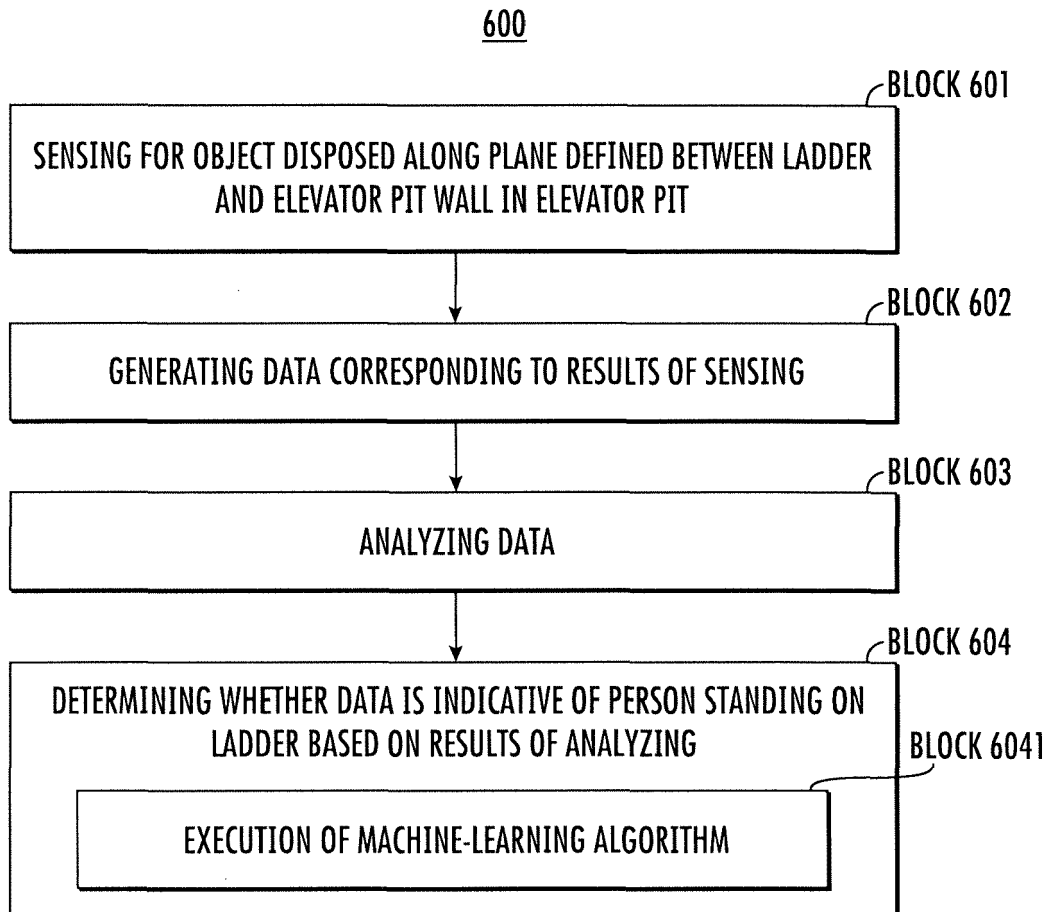 600
BLOCK 601
SENSING FOR OBJECT DISPOSED ALONG PLANE DEFINED BETWEEN LADDER
AND ELEVATOR PIT WALL IN ELEVATOR PIT
BLOCK 602
GENERATING DATA CORRESPONDING TO RESULTS OF SENSING
BLOCK 603
ANALYZING DATA
BLOCK 604
DETERMINING WHETHER DATA IS INDICATIVE OF PERSON STANDING ON
LADDER BASED ON RESULTS OF ANALYZING
BLOCK 6041
EXECUTION OF MACHINE-LEARNING ALGORITHM